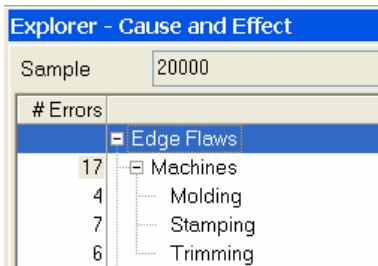 Explorer - Cause and Effect
Sample 20000
# Errors
Edge Flaws
17 Machines
4 Molding
7 Stamping
6 Trimming